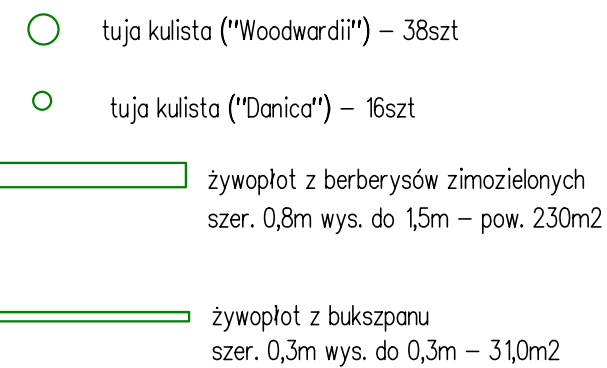 tuja kulista ("Woodwardii") – 38szt
tuja kulista ("Danica") – 16szt
żywopłot z berberysów zimozielonych
szer. 0,8m wys. do 1,5m – pow. 230m2
żywopłot z bukszpanu
szer. 0,3m wys. do 0,3m – 31,0m2